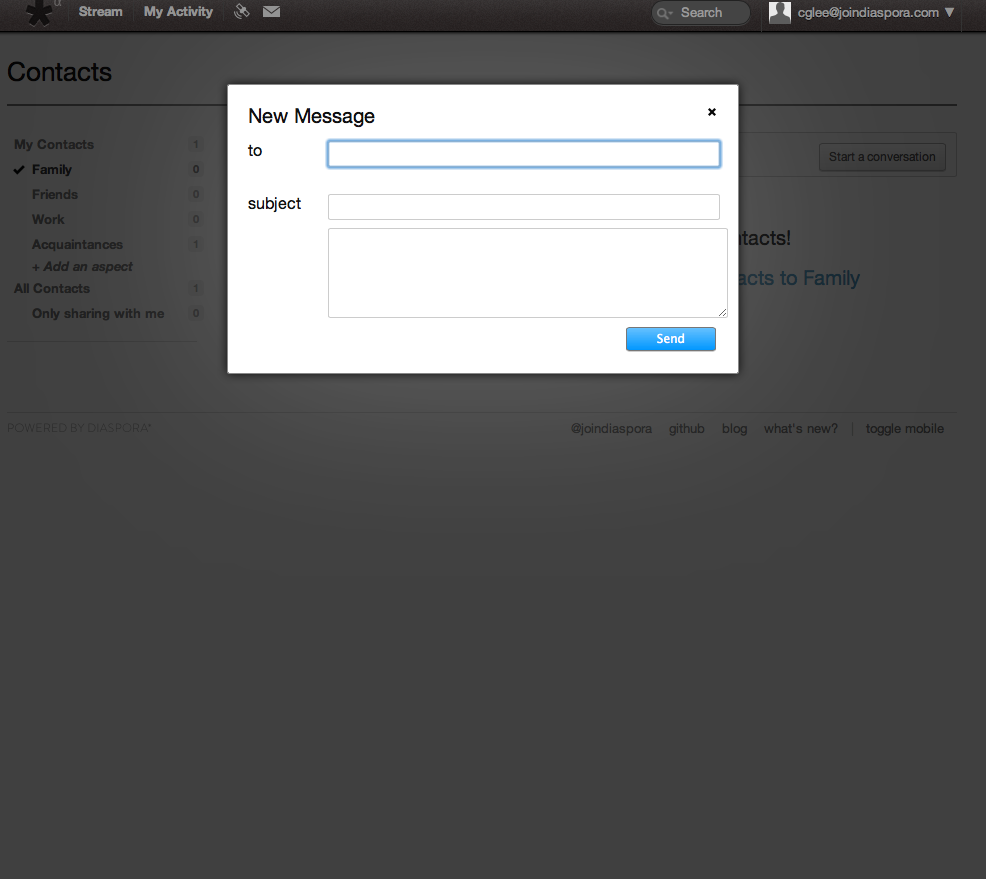 α
Stream My Activity Search cglee@joindiaspora.com ▼
Contacts
My Contacts 1
✔ Family 0
Friends 0
Work 0
Acquaintances 1
+ Add an aspect
All Contacts 1
Only sharing with me 0
New Message ×
to
subject
Send
Start a conversation
tacts!
acts to Family
POWERED BY DIASPORA*
@joindiaspora github blog what's new? | toggle mobile